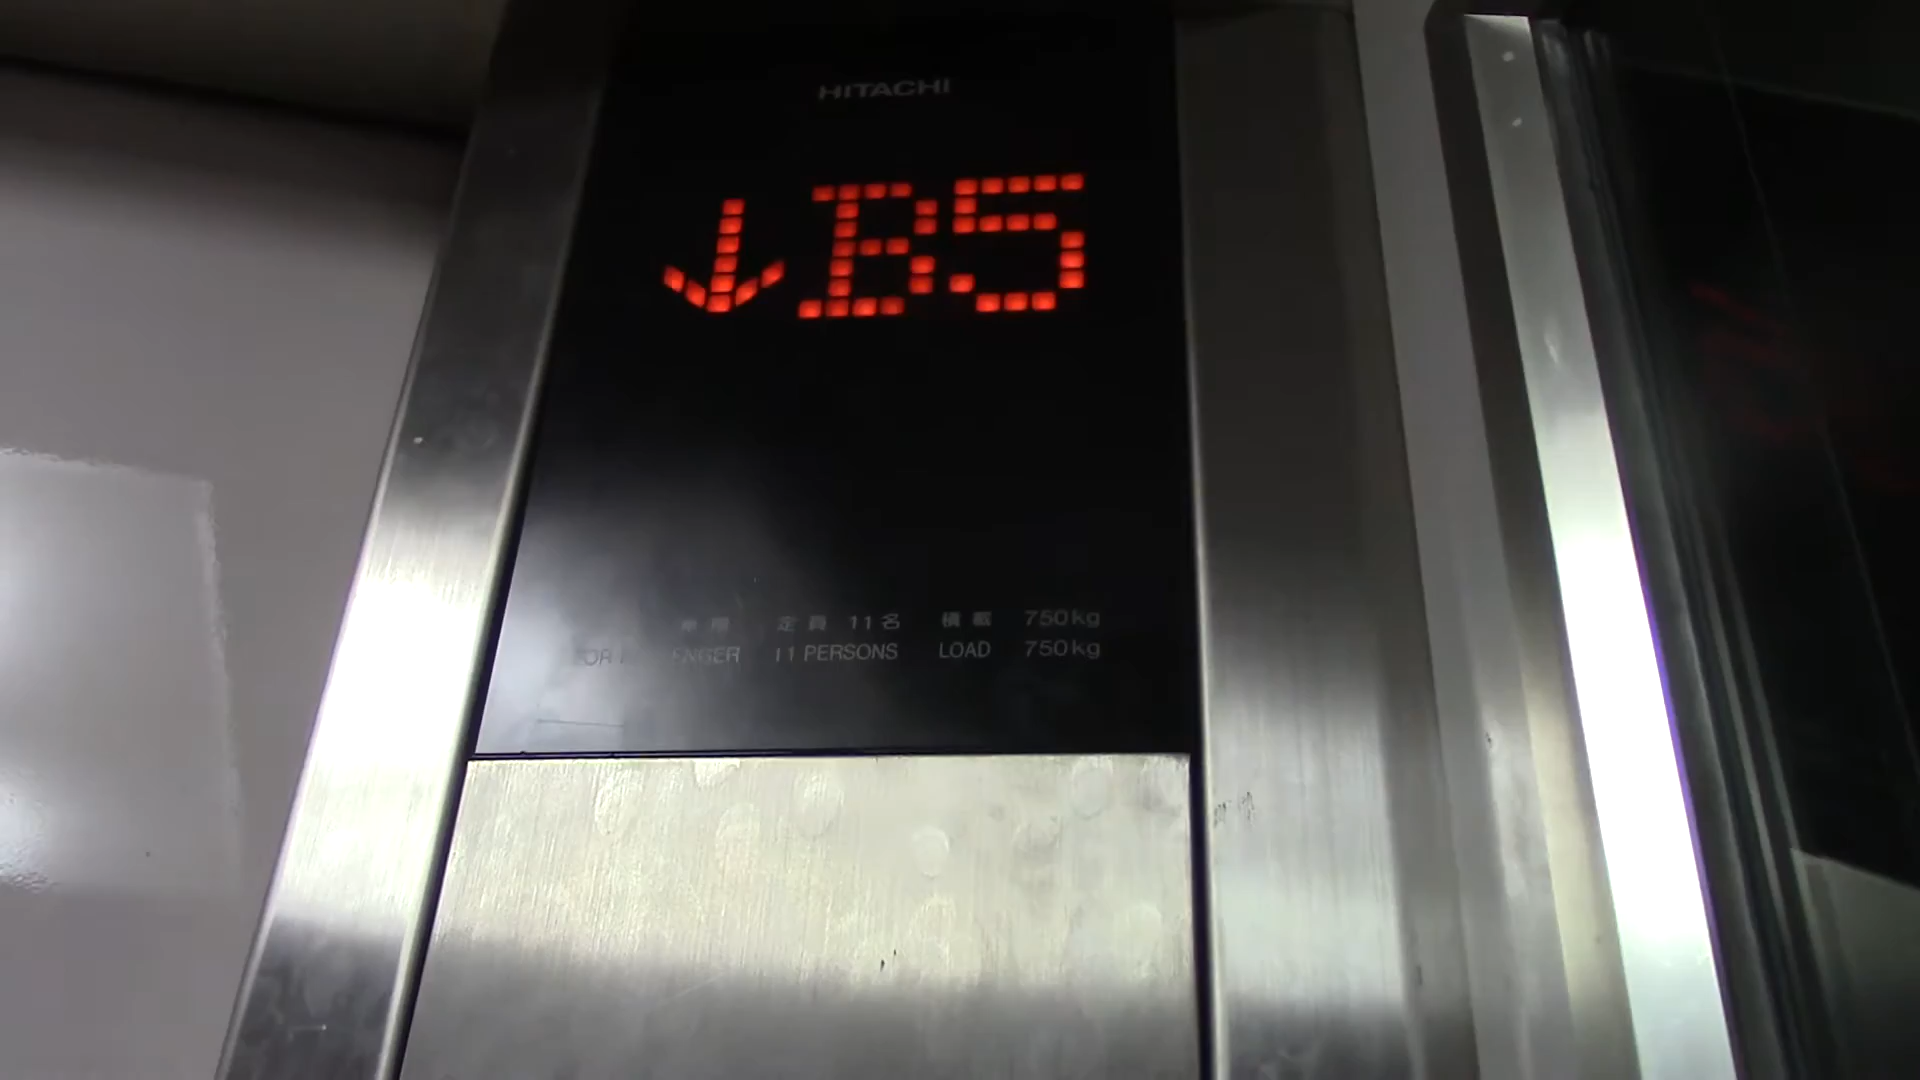 HITACHI
↓B5
定員 11名 積載 750kg
11 PERSONS LOAD 750kg